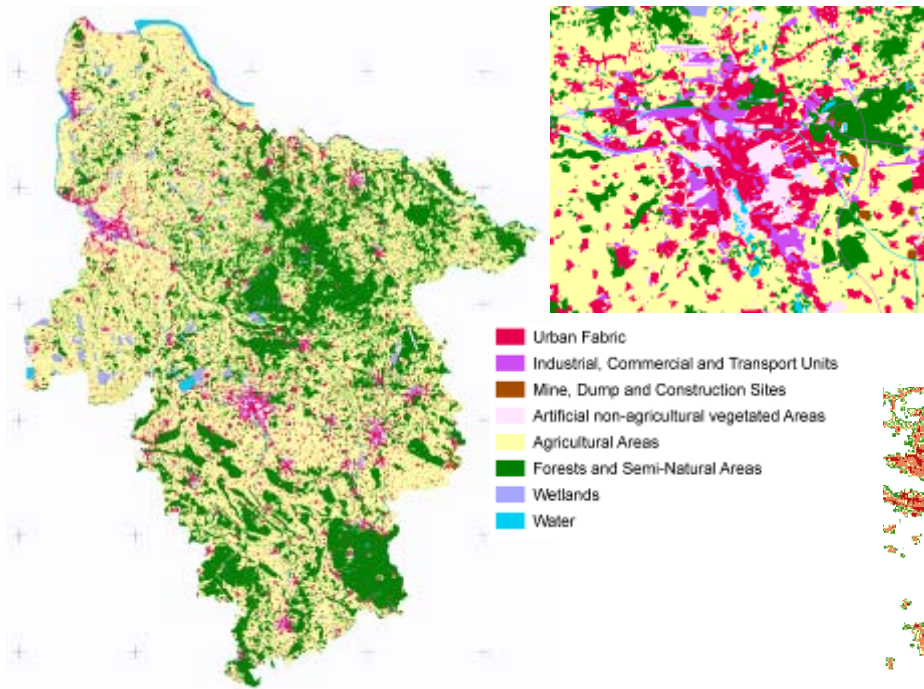 Urban Fabric
Industrial, Commercial and Transport Units
Mine, Dump and Construction Sites
Artificial non-agricultural vegetated Areas
Agricultural Areas
Forests and Semi-Natural Areas
Wetlands
Water